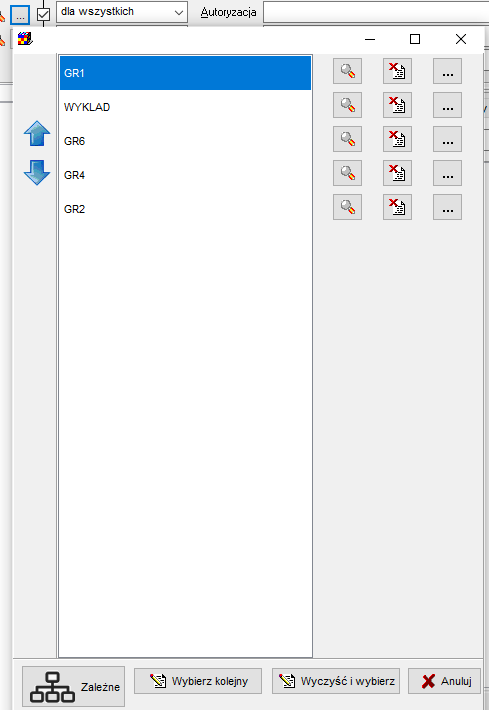 ...
dla wszystkich
Autoryzacja
GR1
...
WYKLAD
...
GR6
...
GR4
...
GR2
...
Zależne
Wybierz kolejny
Wyczyść i wybierz
Anuluj